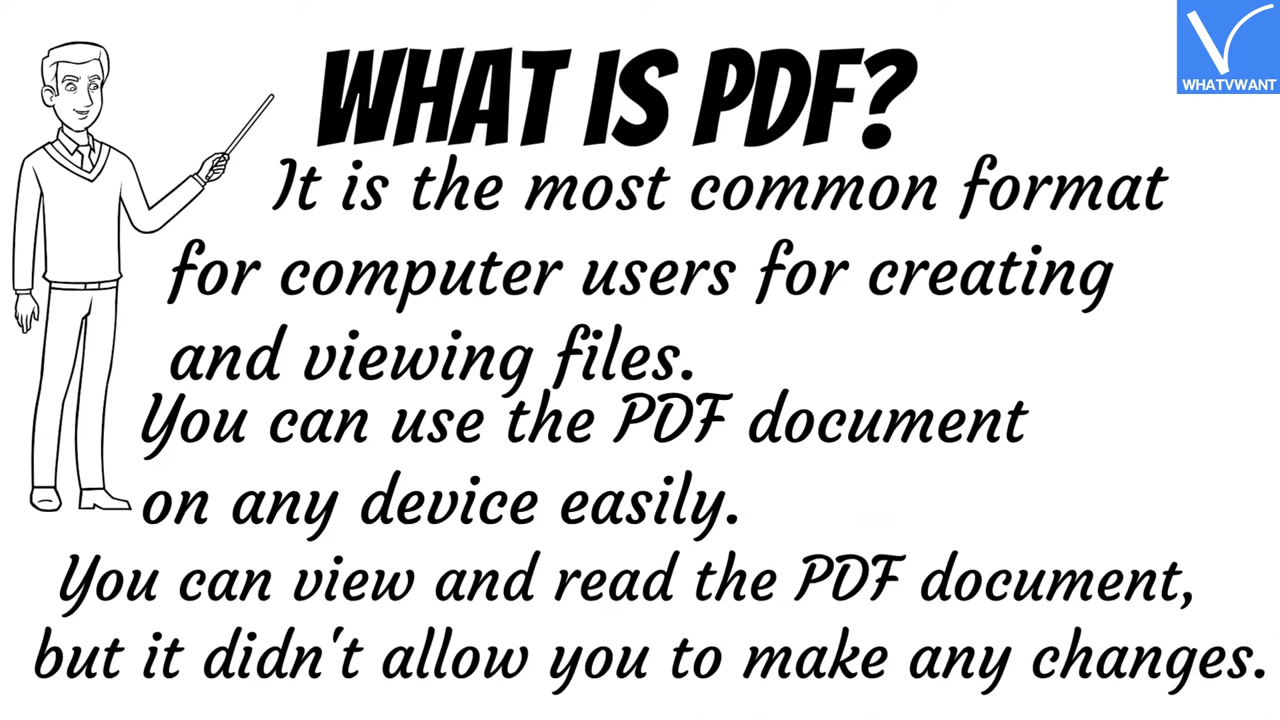 WHAT IS PDF?
WHATVWANT
It is the most common format
for computer users for creating
and viewing files.
You can use the PDF document
on any device easily.
You can view and read the PDF document,
but it didn't allow you to make any changes.